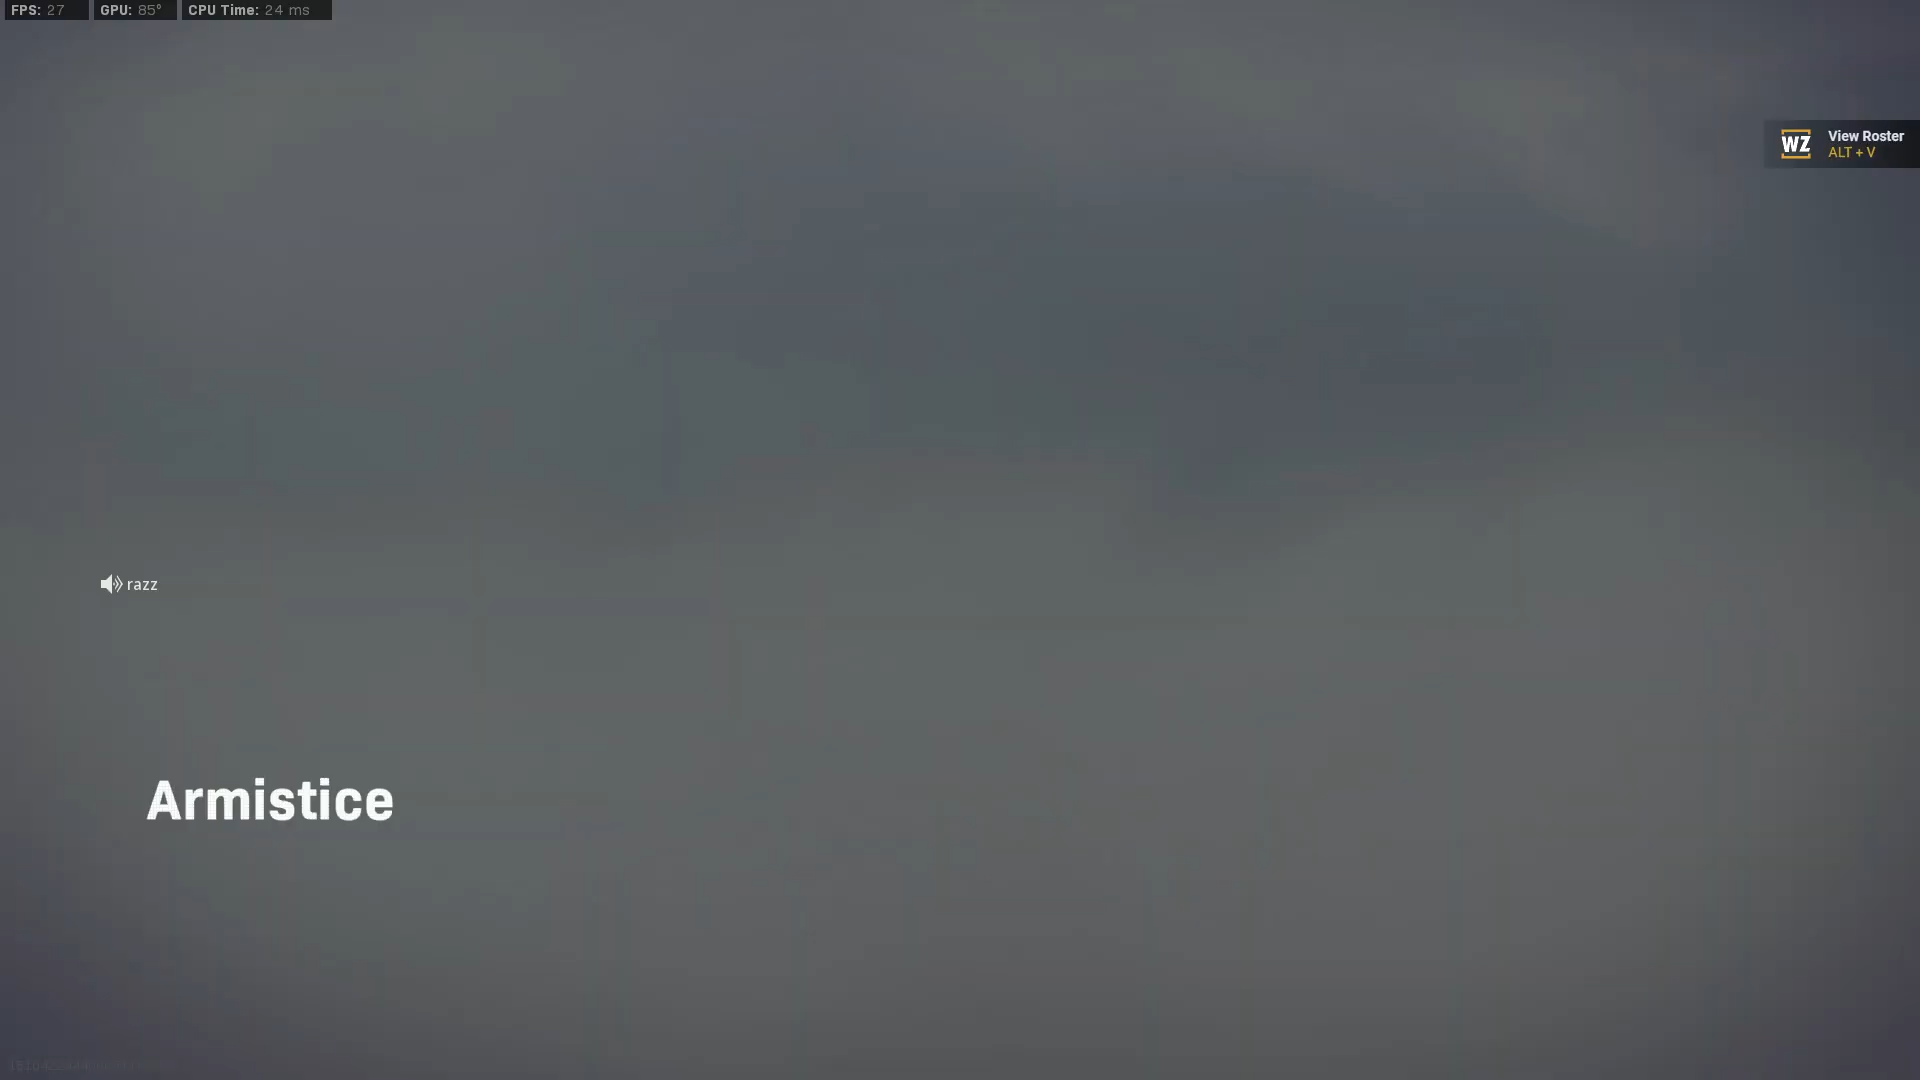 FPS: 27 GPU: 85° CPU Time: 24 ms
WZ View Roster
ALT + V
razz
Armistice